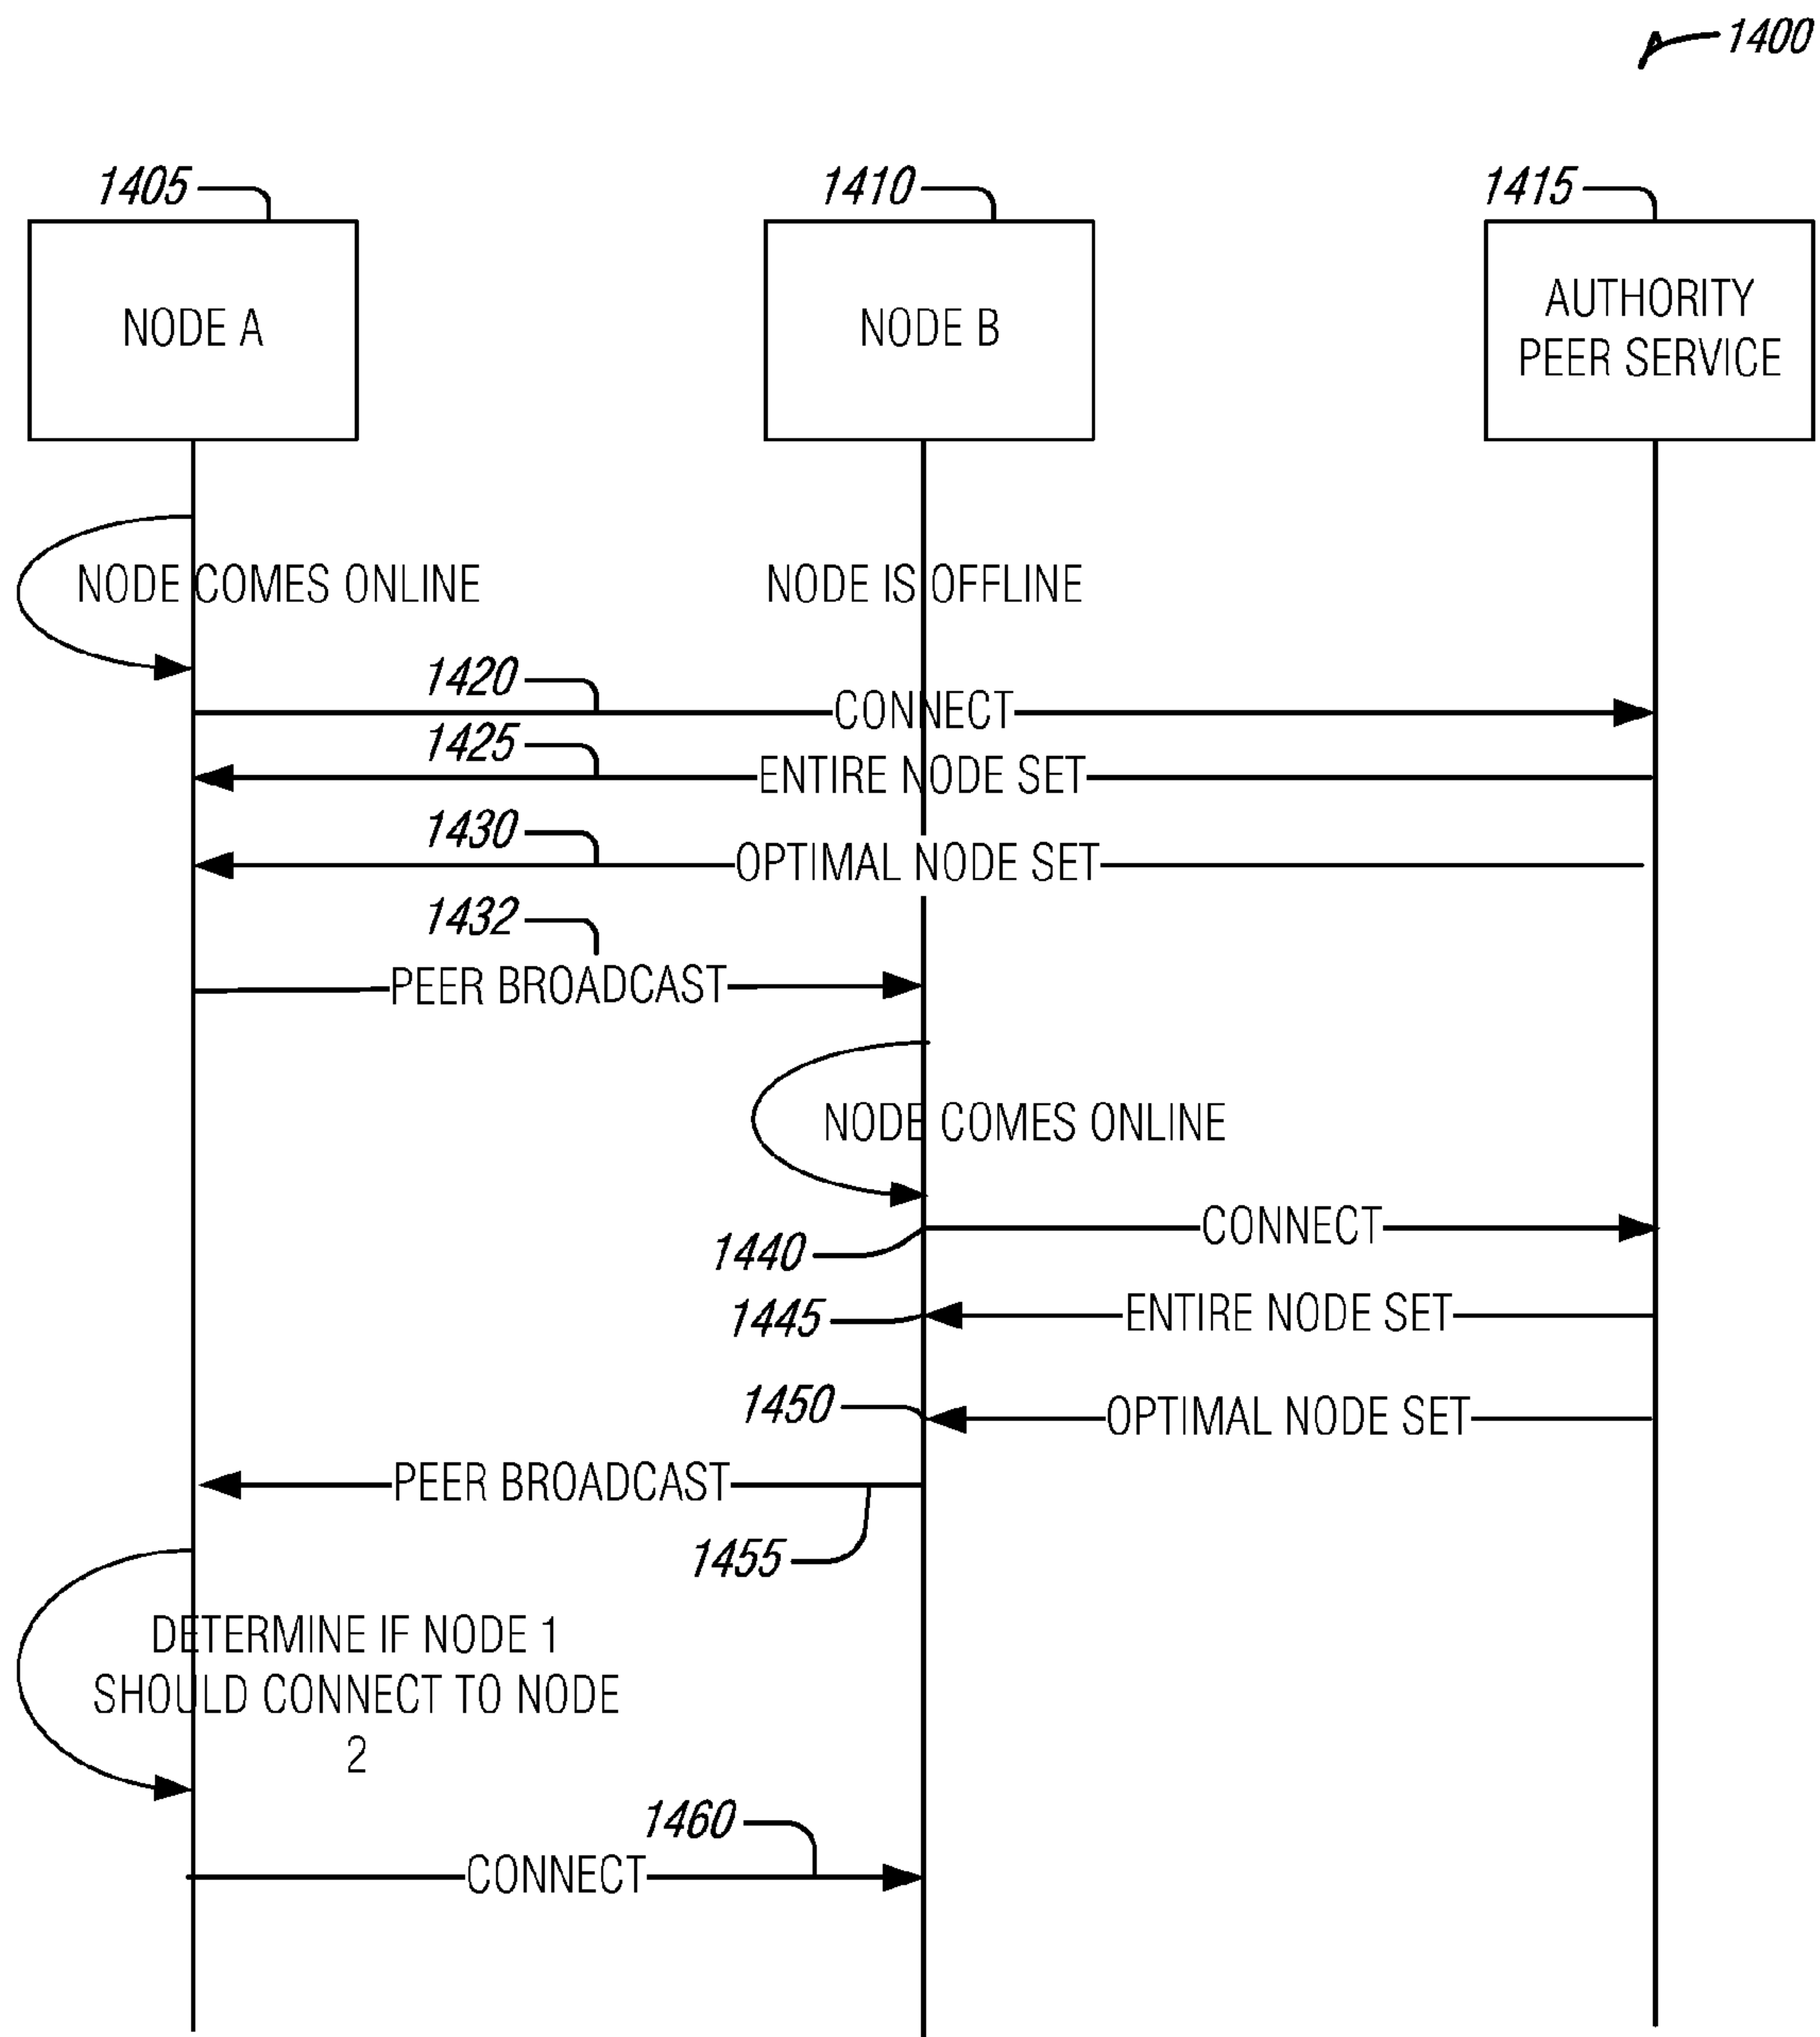 1400
1405
1410
1415
NODE A
NODE B
AUTHORITY
PEER SERVICE
NODE COMES ONLINE
NODE IS OFFLINE
1420
CONNECT
1425
ENTIRE NODE SET
1430
OPTIMAL NODE SET
1432
PEER BROADCAST
NODE COMES ONLINE
CONNECT
1440
ENTIRE NODE SET
1445
1450
OPTIMAL NODE SET
PEER BROADCAST
1455
DETERMINE IF NODE 1
SHOULD CONNECT TO NODE
2
1460
CONNECT